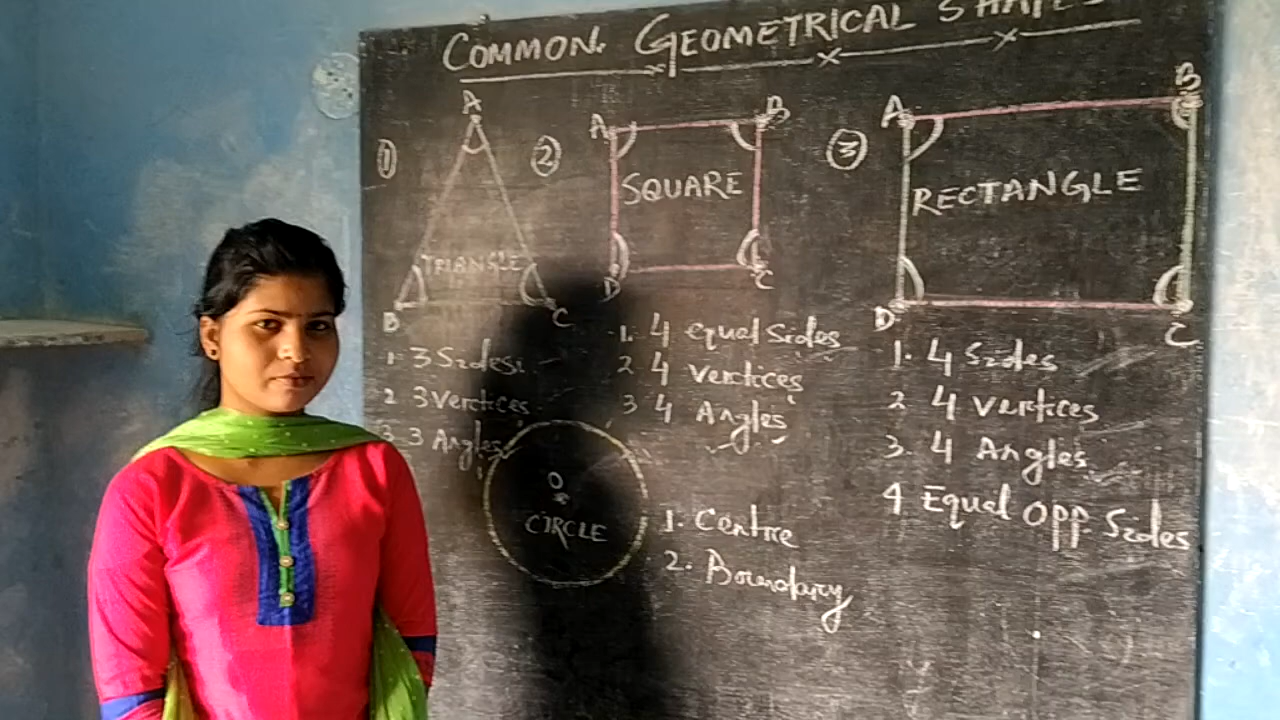 COMMON GEOMETRICAL SHAPES
①
A
TRIANGLE
B C
1 3 Sides
2 3 Vertices
3 3 Angles
②
A B
SQUARE
D C
1. 4 equal Sides
2 4 vertices
3 4 Angles
③
A B
RECTANGLE
D C
1. 4 Sides
2 4 vertices
3. 4 Angles
4 Equal opp. Sides
O
CIRCLE
1. Centre
2. Boundary